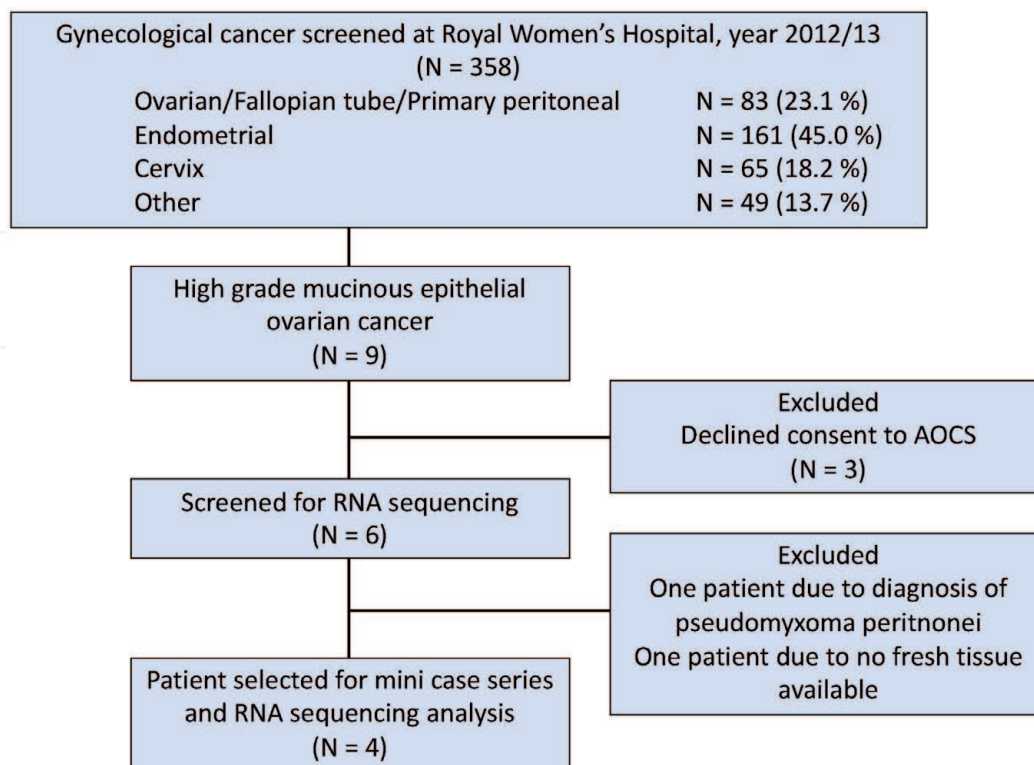 Gynecological cancer screened at Royal Women's Hospital, year 2012/13
(N = 358)
Ovarian/Fallopian tube/Primary peritoneal N = 83 (23.1 %)
Endometrial N = 161 (45.0 %)
Cervix N = 65 (18.2 %)
Other N = 49 (13.7 %)
High grade mucinous epithelial
ovarian cancer
(N = 9)
Excluded
Declined consent to AOCS
(N = 3)
Screened for RNA sequencing
(N = 6)
Excluded
One patient due to diagnosis of
pseudomyxoma peritnonei
One patient due to no fresh tissue
available
Patient selected for mini case series
and RNA sequencing analysis
(N = 4)